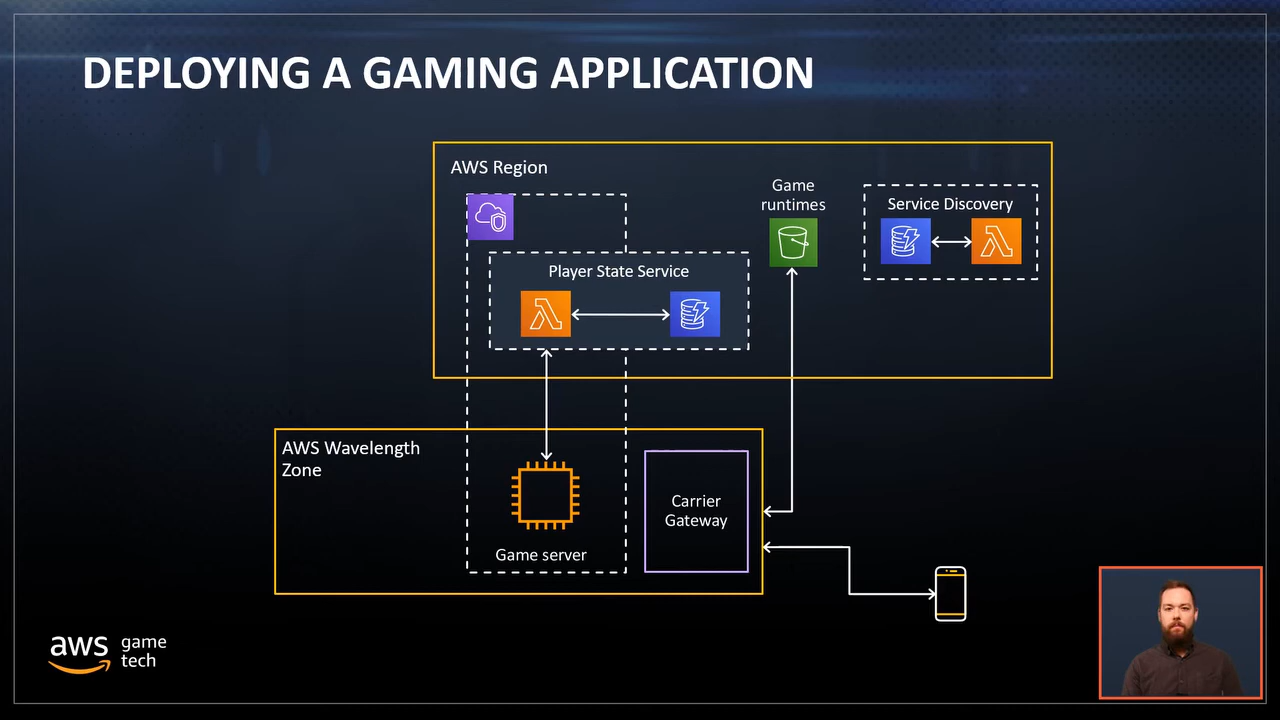 DEPLOYING A GAMING APPLICATION
AWS Region
Game
runtimes
Service Discovery
Player State Service
AWS Wavelength
Zone
Carrier
Gateway
Game server
aws game
tech